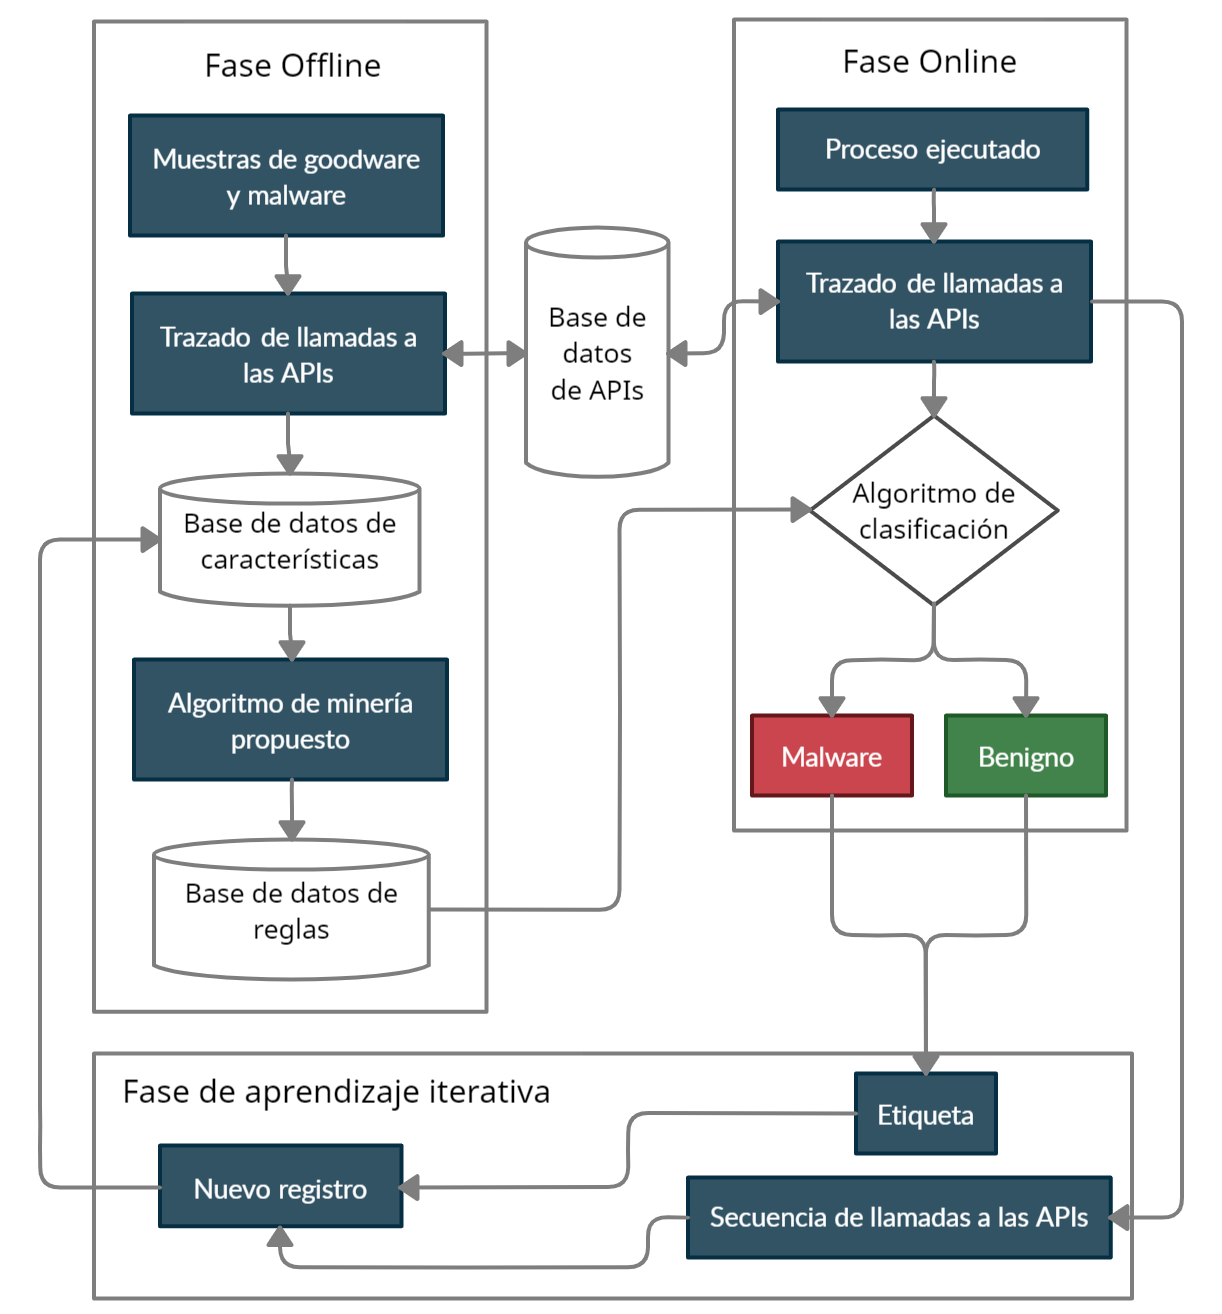 Fase Offline
Muestras de goodware
y malware
Trazado de llamadas a
las APIs
Base de datos de
características
Algoritmo de minería
propuesto
Base de datos de
reglas
Base de
datos
de APIs
Fase Online
Proceso ejecutado
Trazado de llamadas a
las APIs
Algoritmo de
clasificación
Malware
Benigno
Fase de aprendizaje iterativa
Etiqueta
Nuevo registro
Secuencia de llamadas a las APIs